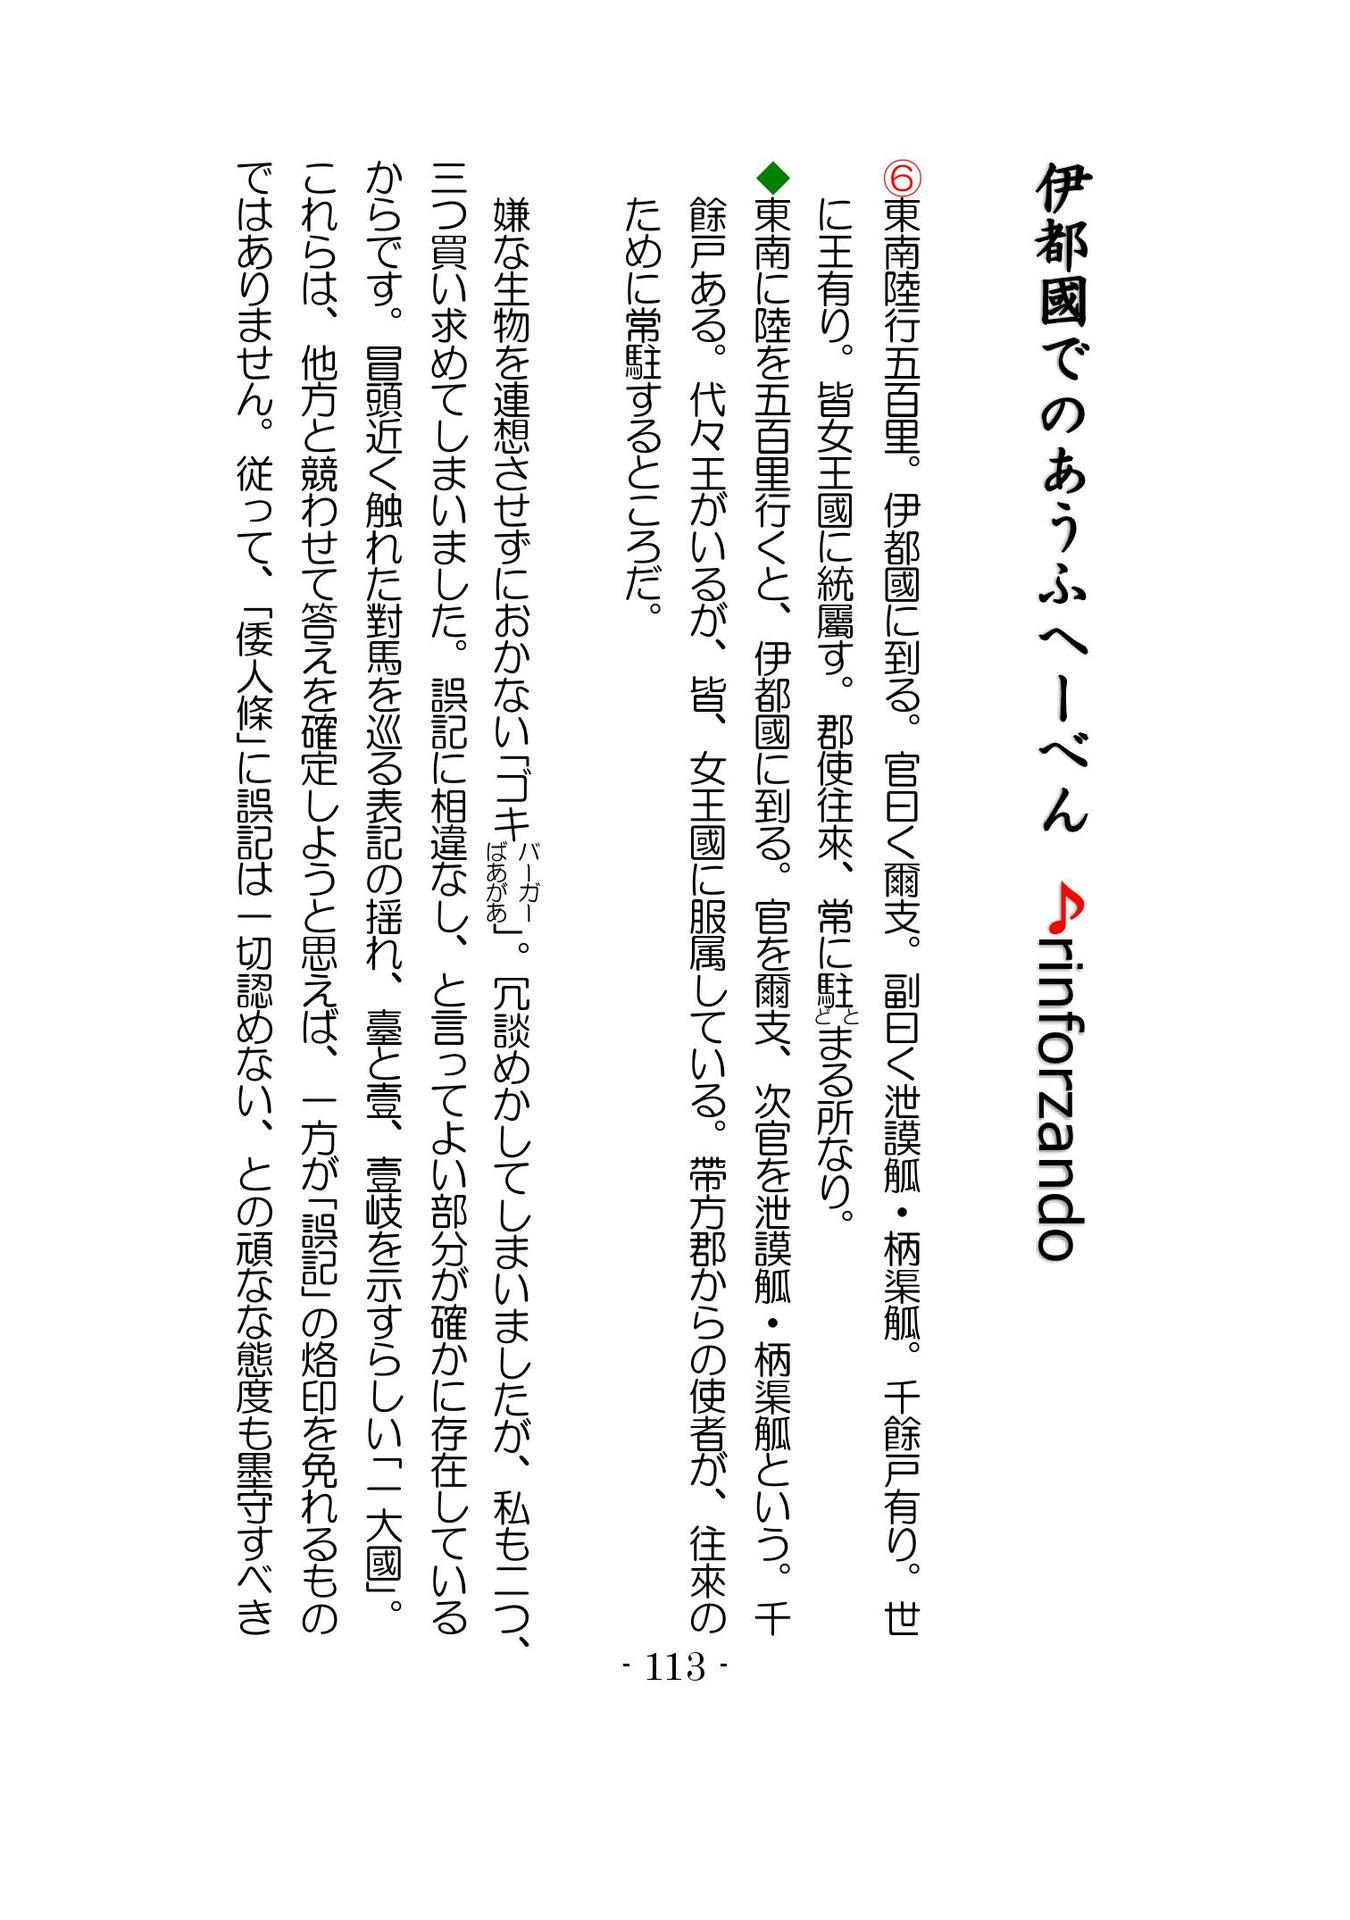 伊都國でのあうふヘーベん ♪rinforzando
⑥東南陸行五百里。伊都國に到る。官曰く爾支。副曰く泄謨觚・柄渠觚。千餘戸有り。世
に王有り。皆女王國に統屬す。郡使往來、常に駐とどまる所なり。
◆東南に陸を五百里行くと、伊都國に到る。官を爾支、次官を泄謨觚・柄渠觚という。千
餘戸ある。代々王がいるが、皆、女王國に服属している。帶方郡からの使者が、往來の
ために常駐するところだ。
嫌な生物を連想させずにおかない「ゴキバーガーばあがあ」。冗談めかしてしまいましたが、私も二つ、
三つ買い求めてしまいました。誤記に相違なし、と言ってよい部分が確かに存在している
からです。冒頭近く触れた對馬を巡る表記の揺れ、臺と壹、壹岐を示すらしい「一大國」。
これらは、他方と競わせて答えを確定しようと思えば、一方が「誤記」の烙印を免れるもの
ではありません。従って、「倭人條」に誤記は一切認めない、との頑なな態度も墨守すべき
- 113 -